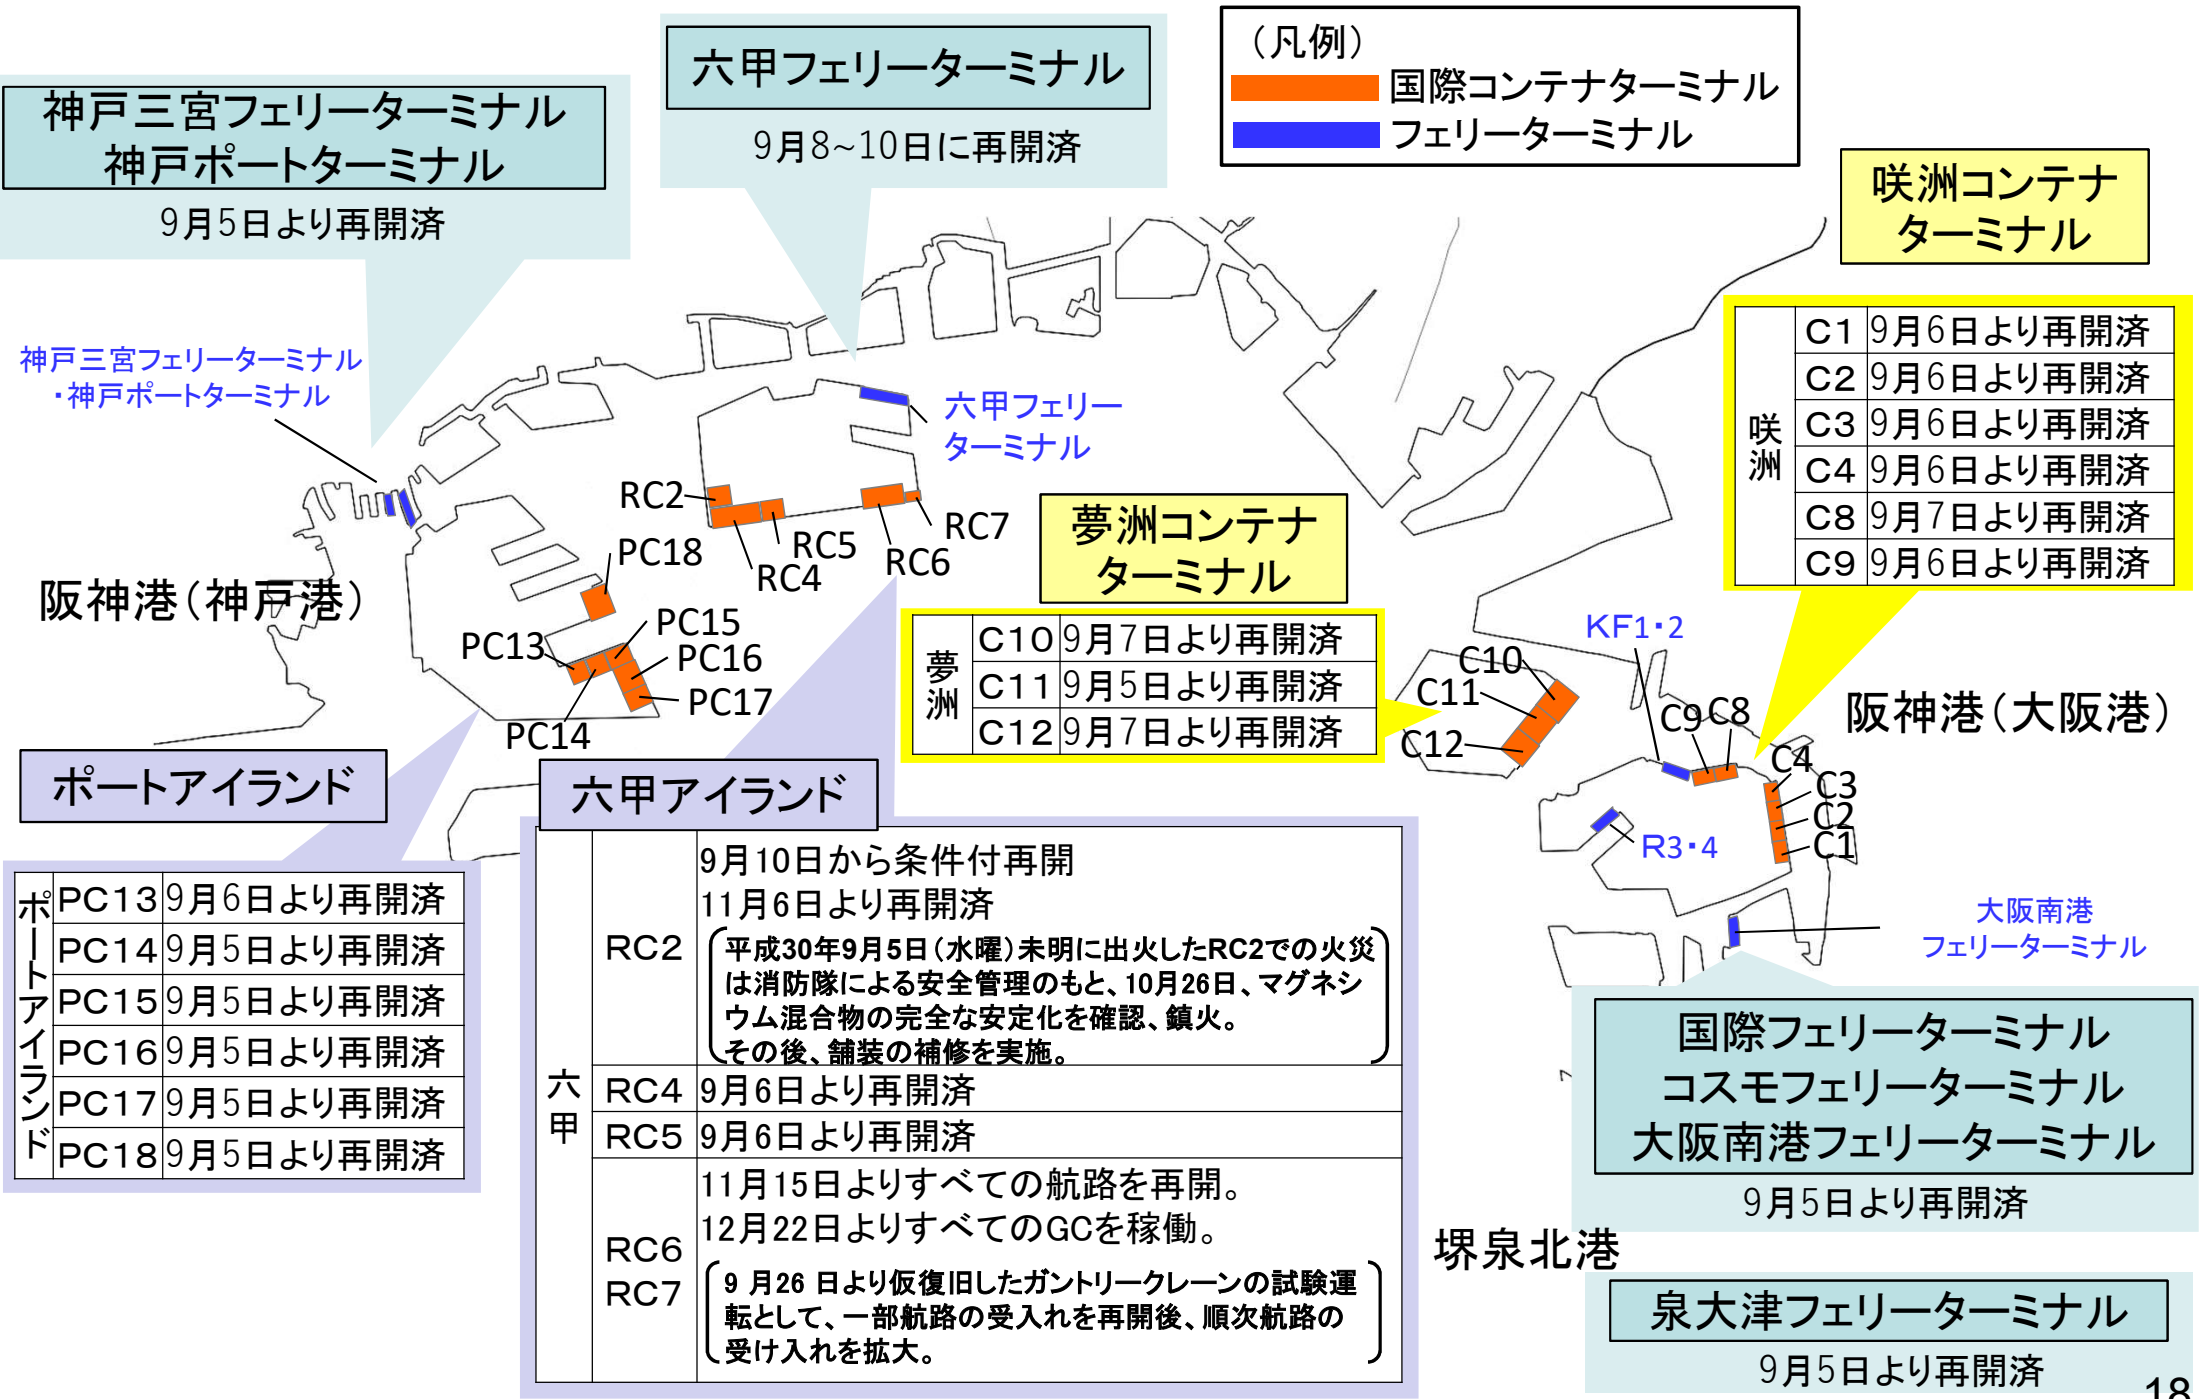 神戸三宮フェリーターミナル
神戸ポートターミナル
9月5日より再開済
六甲フェリーターミナル
9月8~10日に再開済
（凡例）
国際コンテナターミナル
フェリーターミナル
咲洲コンテナ
ターミナル
咲洲
C1 9月6日より再開済
C2 9月6日より再開済
C3 9月6日より再開済
C4 9月6日より再開済
C8 9月7日より再開済
C9 9月6日より再開済
神戸三宮フェリーターミナル
・神戸ポートターミナル
六甲フェリー
ターミナル
RC2
RC4
RC5
RC6
RC7
PC18
PC15
PC13
PC16
PC17
PC14
阪神港（神戸港）
夢洲コンテナ
ターミナル
夢洲
C10 9月7日より再開済
C11 9月5日より再開済
C12 9月7日より再開済
C10
C11
C12
KF1・2
C9
C8
C4
C3
C2
C1
R3・4
阪神港（大阪港）
大阪南港
フェリーターミナル
ポートアイランド
ポートアイランド
PC13 9月6日より再開済
PC14 9月5日より再開済
PC15 9月5日より再開済
PC16 9月5日より再開済
PC17 9月5日より再開済
PC18 9月5日より再開済
六甲アイランド
六甲
RC2
9月10日から条件付再開
11月6日より再開済
平成30年9月5日（水曜）未明に出火したRC2での火災
は消防隊による安全管理のもと、10月26日、マグネシ
ウム混合物の完全な安定化を確認、鎮火。
その後、舗装の補修を実施。
RC4 9月6日より再開済
RC5 9月6日より再開済
RC6
RC7
11月15日よりすべての航路を再開。
12月22日よりすべてのGCを稼働。
9 月26 日より仮復旧したガントリークレーンの試験運
転として、一部航路の受入れを再開後、順次航路の
受け入れを拡大。
国際フェリーターミナル
コスモフェリーターミナル
大阪南港フェリーターミナル
9月5日より再開済
堺泉北港
泉大津フェリーターミナル
9月5日より再開済
18